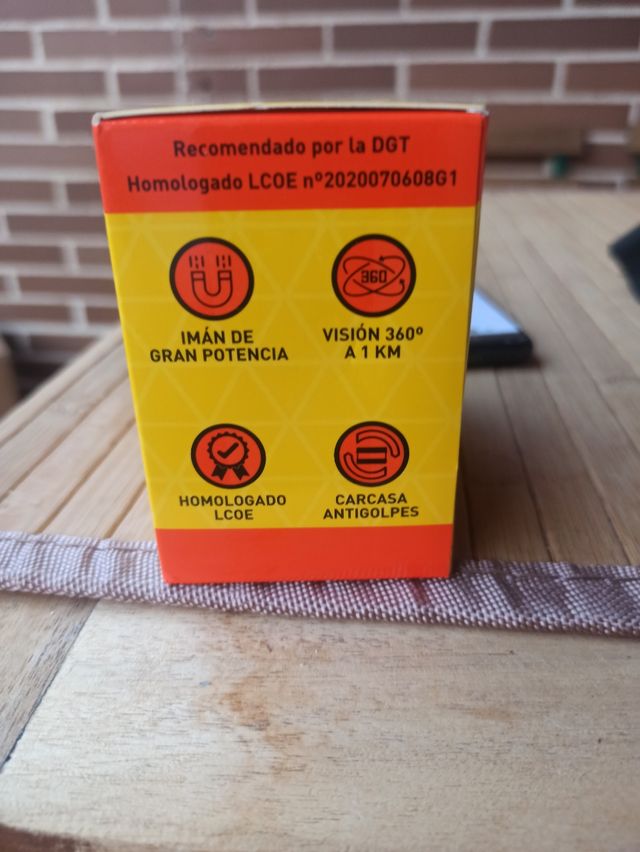 Recomendado por la DGT
Homologado LCOE nº2020070608G1
360
IMÁN DE
GRAN POTENCIA
VISIÓN 360º
A 1 KM
HOMOLOGADO
LCOE
CARCASA
ANTIGOLPES